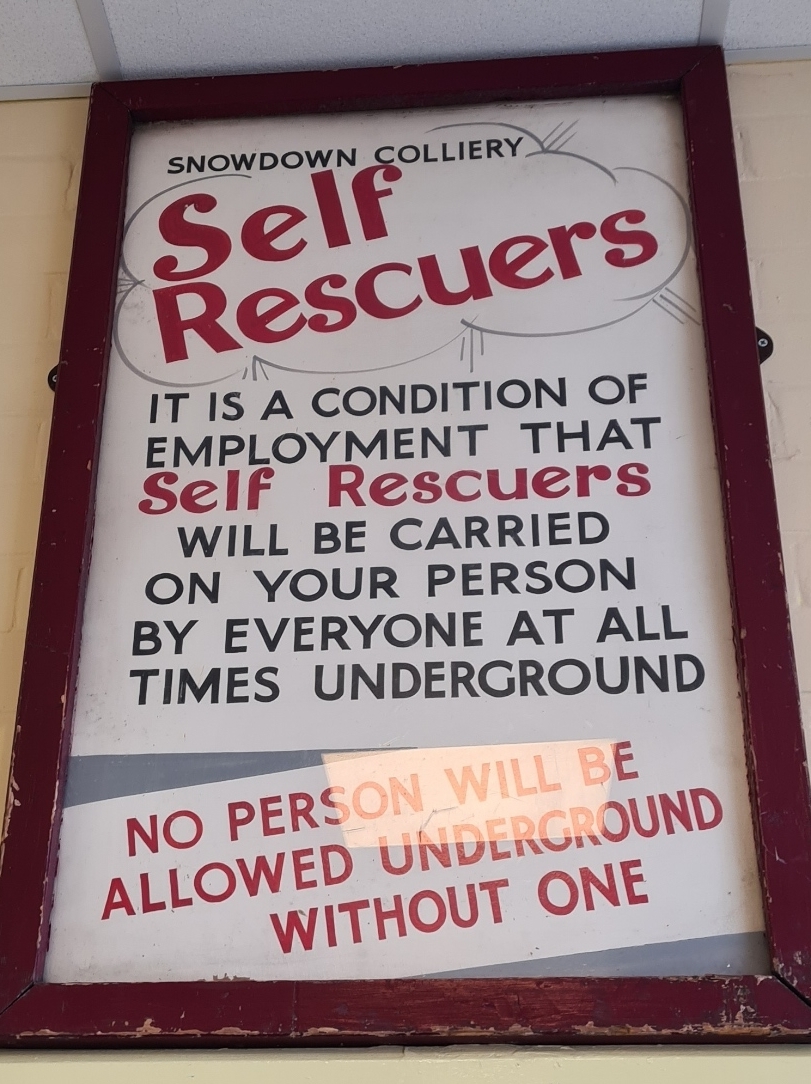 SNOWDOWN COLLIERY
Self
Rescuers
IT IS A CONDITION OF
EMPLOYMENT THAT
Self Rescuers
WILL BE CARRIED
ON YOUR PERSON
BY EVERYONE AT ALL
TIMES UNDERGROUND
NO PERSON WILL BE
ALLOWED UNDERGROUND
WITHOUT ONE